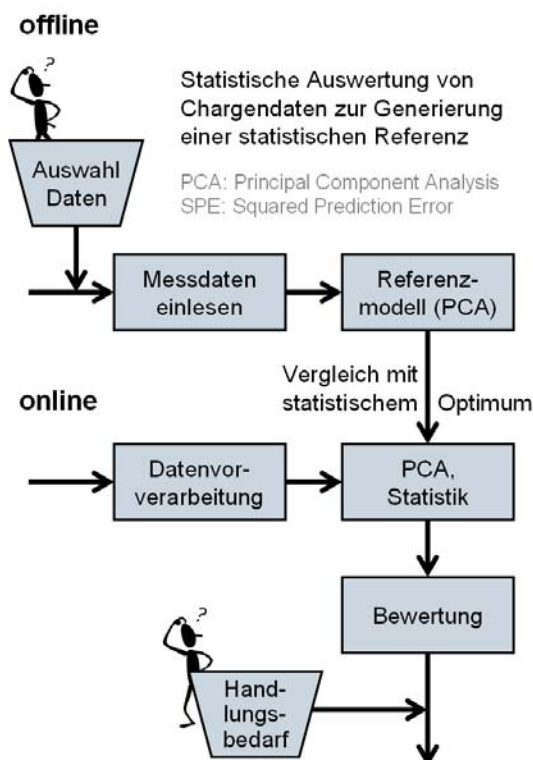 offline
?
Statistische Auswertung von
Chargendaten zur Generierung
einer statistischen Referenz
PCA: Principal Component Analysis
SPE: Squared Prediction Error
Auswahl
Daten
Messdaten
einlesen
Referenz-
modell (PCA)
Vergleich mit
statistischem Optimum
online
Datenvor-
verarbeitung
PCA,
Statistik
Bewertung
?
Hand-
lungs-
bedarf